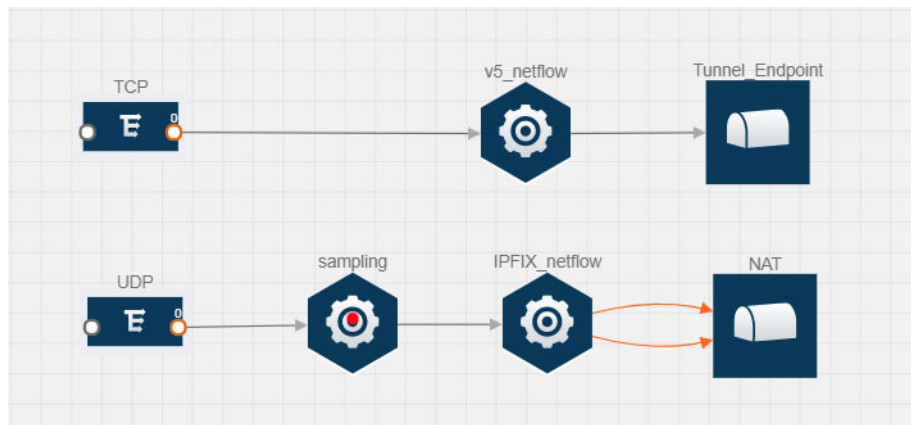 v5_netflow
Tunnel_Endpoint
TCP
0
sampling
IPFIX_netflow
NAT
UDP
0